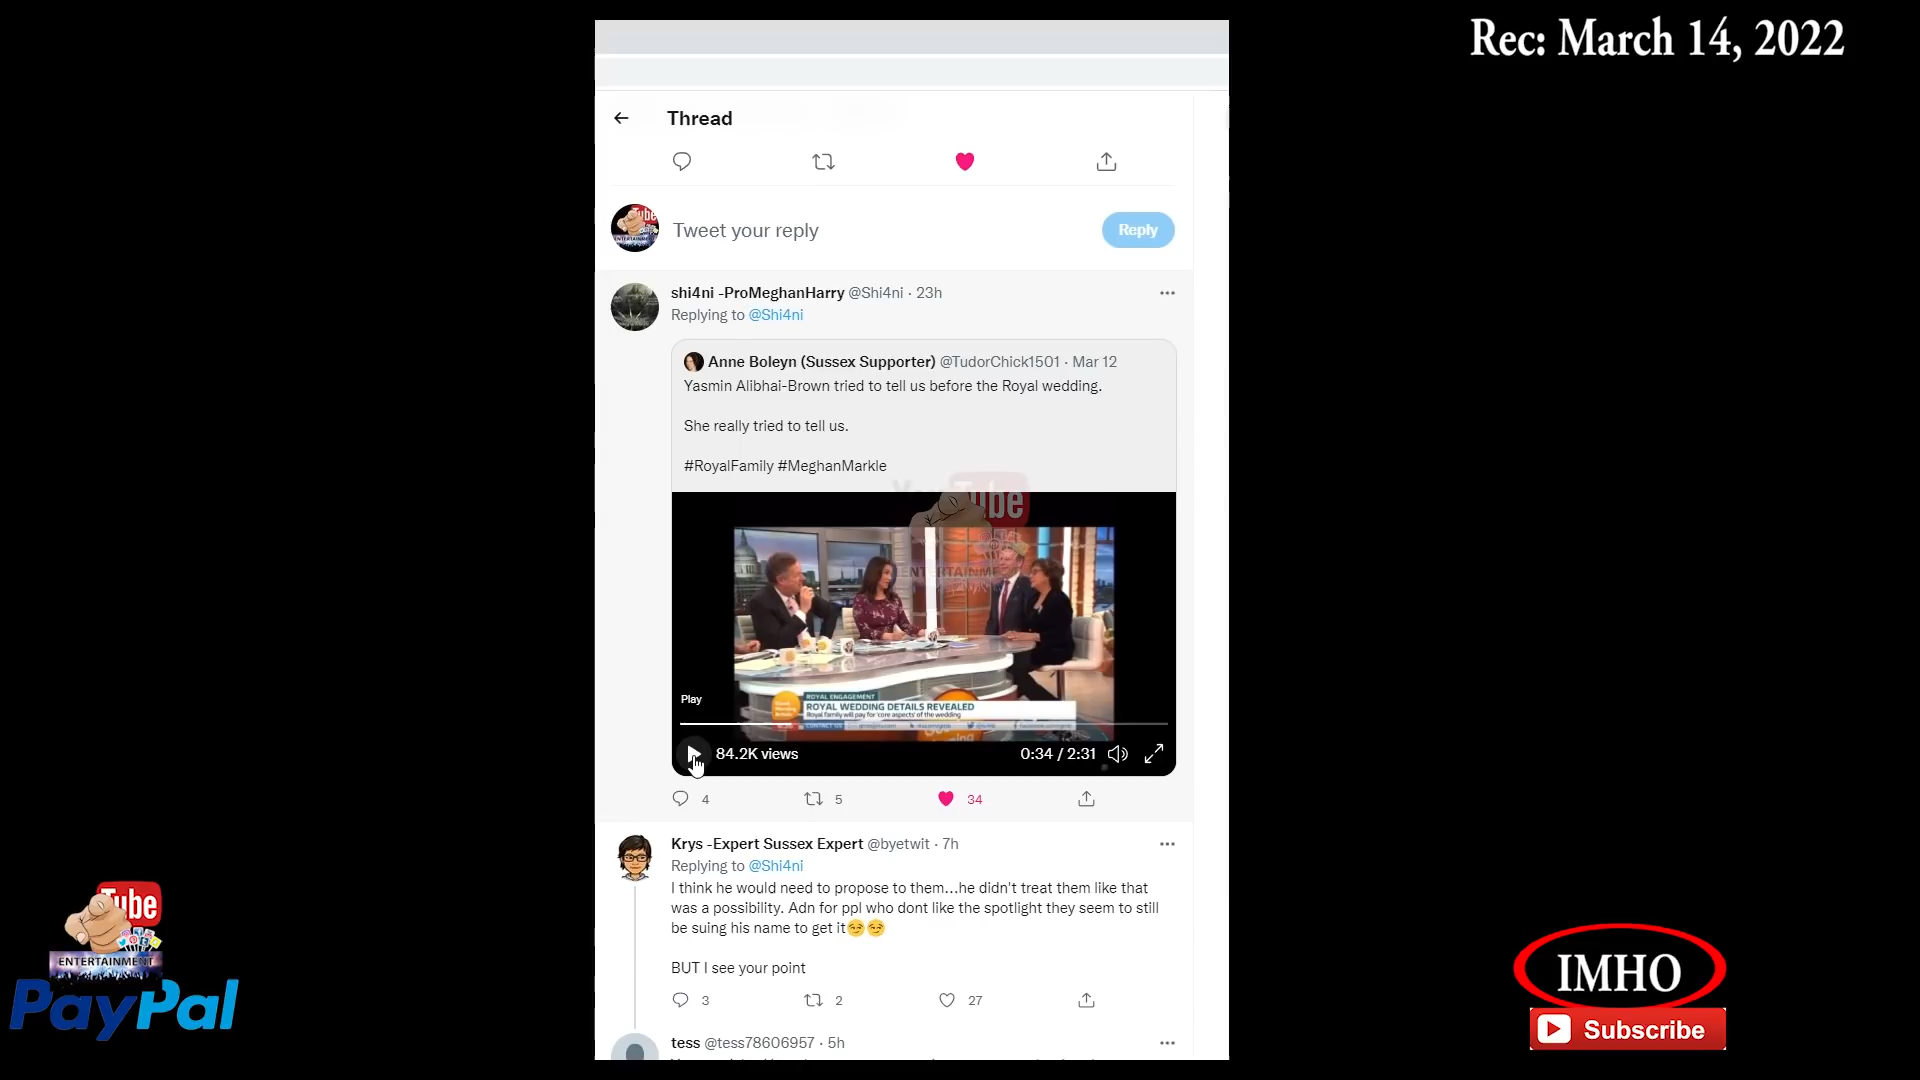 Rec: March 14, 2022
Thread
Tweet your reply
Reply
shi4ni -ProMeghanHarry @Shi4ni · 23h
Replying to @Shi4ni
Anne Boleyn (Sussex Supporter) @TudorChick1501 · Mar 12
Yasmin Alibhai-Brown tried to tell us before the Royal wedding.
She really tried to tell us.
#RoyalFamily #MeghanMarkle
YouTube
ENTERTAINMENT
ROYAL ENGAGEMENT
ROYAL WEDDING DETAILS REVEALED
Royal family will pay for 'core aspects' of the wedding
Play
84.2K views
0:34 / 2:31
4
5
34
Krys -Expert Sussex Expert @byetwit · 7h
Replying to @Shi4ni
I think he would need to propose to them...he didn't treat them like that
was a possibility. Adn for ppl who dont like the spotlight they seem to still
be suing his name to get it😏😏
BUT I see your point
3
2
27
tess @tess78606957 · 5h
Tube
ENTERTAINMENT
PayPal
IMHO
Subscribe